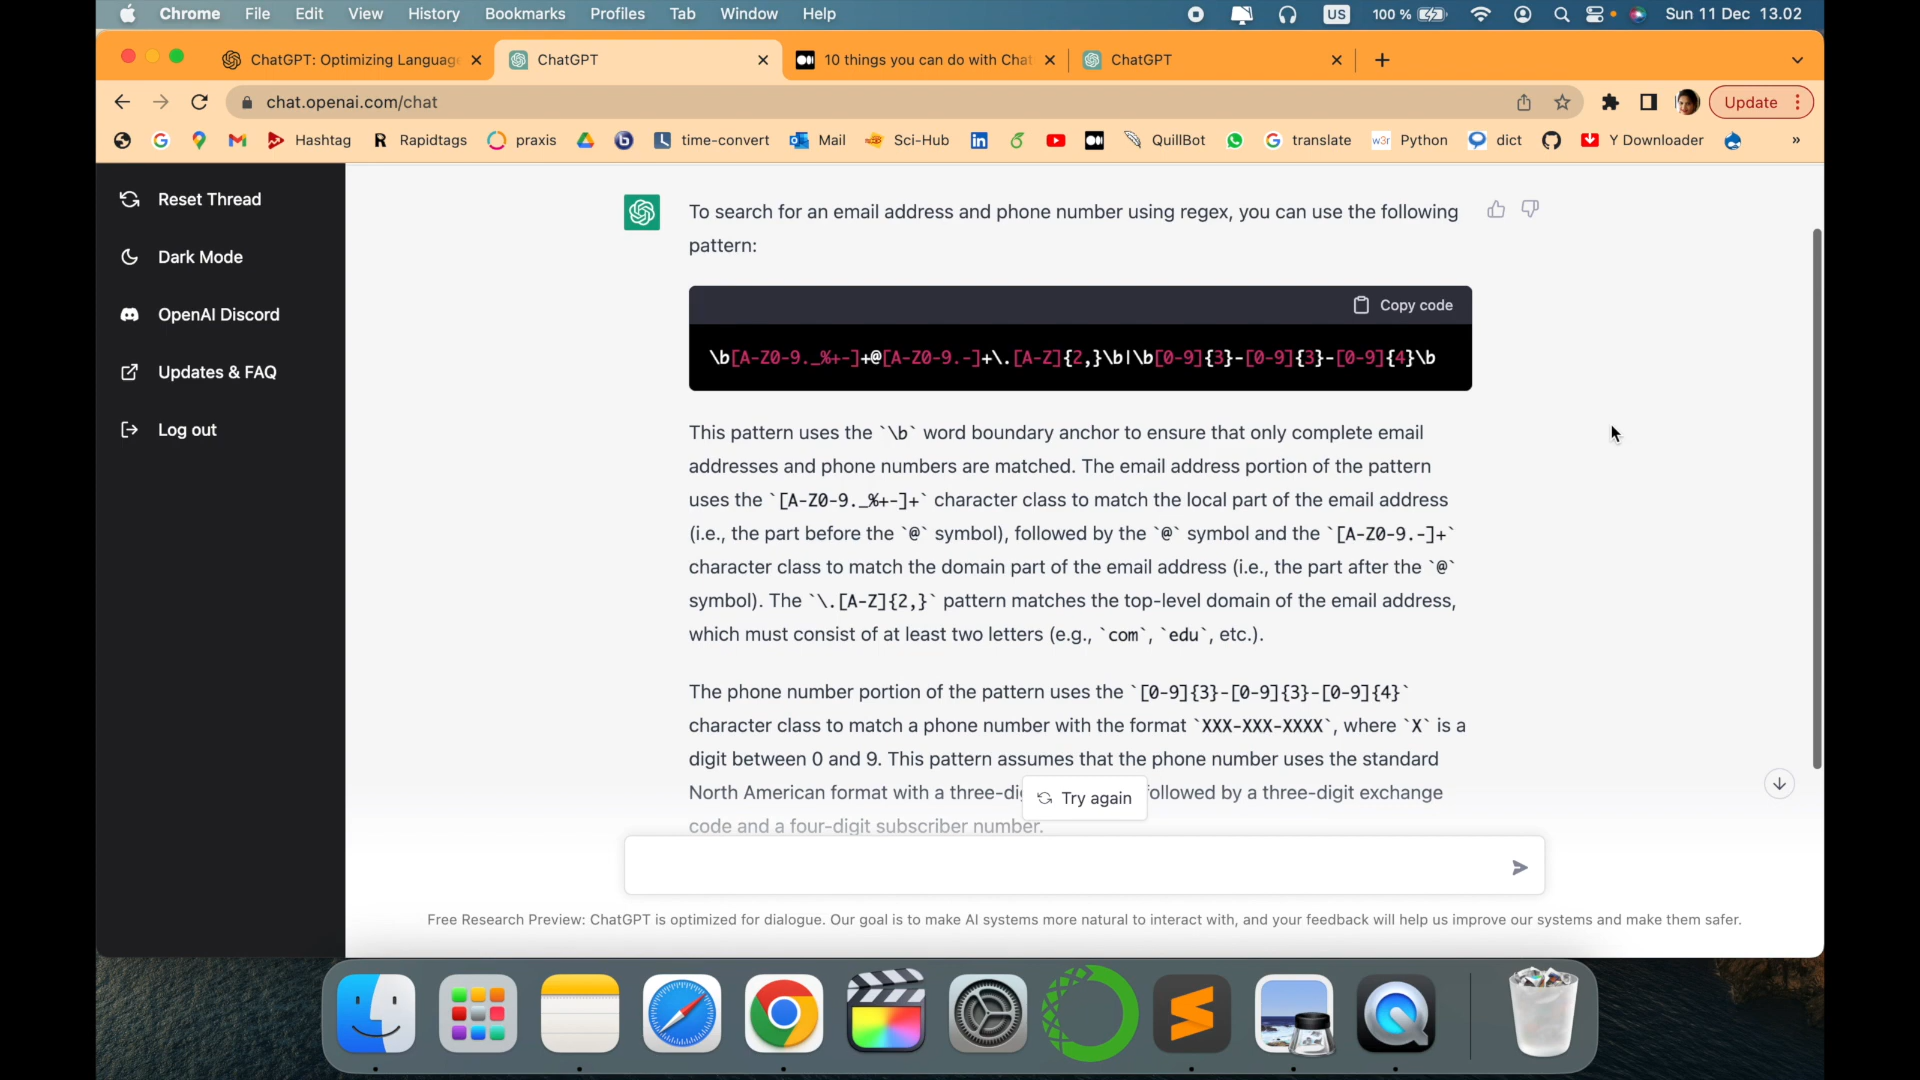 Chrome File Edit View History Bookmarks Profiles Tab Window Help US 100 % Sun 11 Dec 13.02
ChatGPT: Optimizing Language ChatGPT 10 things you can do with Chat ChatGPT
chat.openai.com/chat Update
Hashtag R Rapidtags praxis L time-convert Mail Sci-Hub QuillBot translate w3r Python dict Y Downloader »
Reset Thread
Dark Mode
OpenAI Discord
Updates & FAQ
Log out
To search for an email address and phone number using regex, you can use the following
pattern:
Copy code
\b[A-Z0-9._%+-]+@[A-Z0-9.-]+\.[A-Z]{2,}\b|\b[0-9]{3}-[0-9]{3}-[0-9]{4}\b
This pattern uses the `\b` word boundary anchor to ensure that only complete email
addresses and phone numbers are matched. The email address portion of the pattern
uses the `[A-Z0-9._%+-]+` character class to match the local part of the email address
(i.e., the part before the `@` symbol), followed by the `@` symbol and the `[A-Z0-9.-]+`
character class to match the domain part of the email address (i.e., the part after the `@`
symbol). The `\.[A-Z]{2,}` pattern matches the top-level domain of the email address,
which must consist of at least two letters (e.g., `com`, `edu`, etc.).
The phone number portion of the pattern uses the `[0-9]{3}-[0-9]{3}-[0-9]{4}`
character class to match a phone number with the format `XXX-XXX-XXXX`, where `X` is a
digit between 0 and 9. This pattern assumes that the phone number uses the standard
North American format with a three-di followed by a three-digit exchange
Try again
code and a four-digit subscriber number.
Free Research Preview: ChatGPT is optimized for dialogue. Our goal is to make AI systems more natural to interact with, and your feedback will help us improve our systems and make them safer.